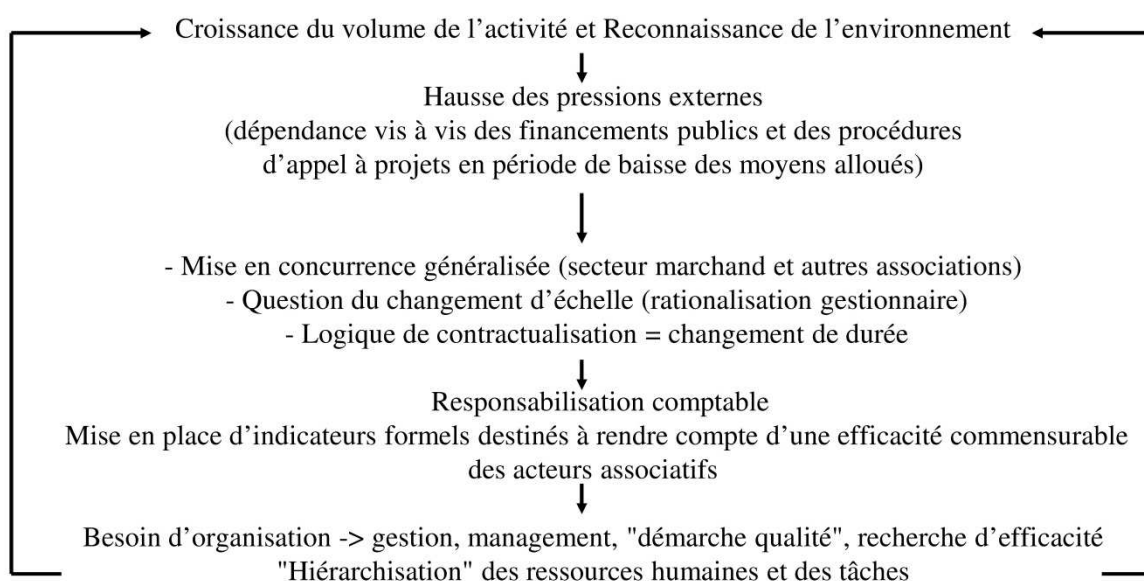 Croissance du volume de l’activité et Reconnaissance de l’environnement
Hausse des pressions externes
(dépendance vis à vis des financements publics et des procédures
d’appel à projets en période de baisse des moyens alloués)
- Mise en concurrence généralisée (secteur marchand et autres associations)
- Question du changement d’échelle (rationalisation gestionnaire)
- Logique de contractualisation = changement de durée
Responsabilisation comptable
Mise en place d’indicateurs formels destinés à rendre compte d’une efficacité commensurable
des acteurs associatifs
Besoin d’organisation -> gestion, management, "démarche qualité", recherche d’efficacité
"Hiérarchisation" des ressources humaines et des tâches